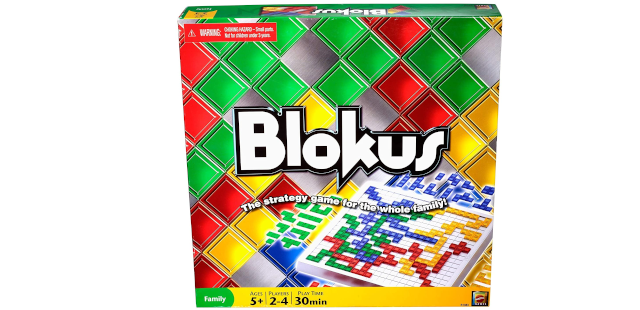 WARNING: CHOKING HAZARD – Small parts.
Not for children under 3 years.
Blokus
The strategy game for the whole family!
Family
AGES
5+
PLAYERS
2-4
PLAY TIME
30min